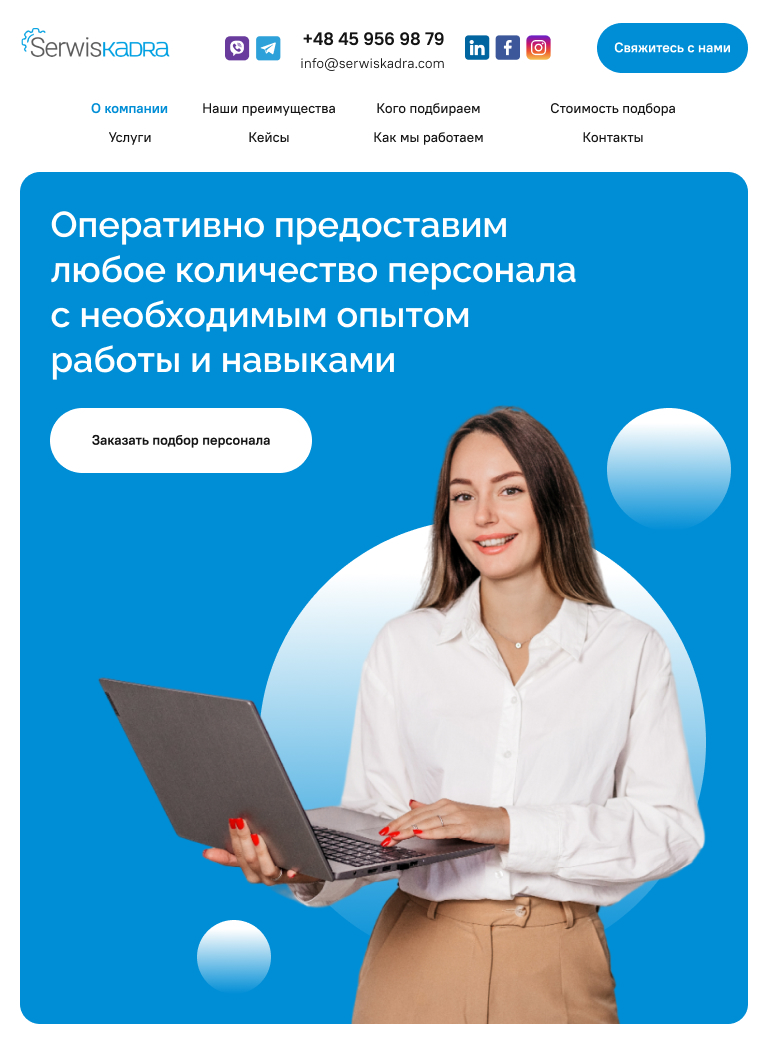 SerwisKADRA
+48 45 956 98 79
info@serwiskadra.com
Свяжитесь с нами
О компании
Наши преимущества
Кого подбираем
Стоимость подбора
Услуги
Кейсы
Как мы работаем
Контакты
Оперативно предоставим
любое количество персонала
с необходимым опытом
работы и навыками
Заказать подбор персонала